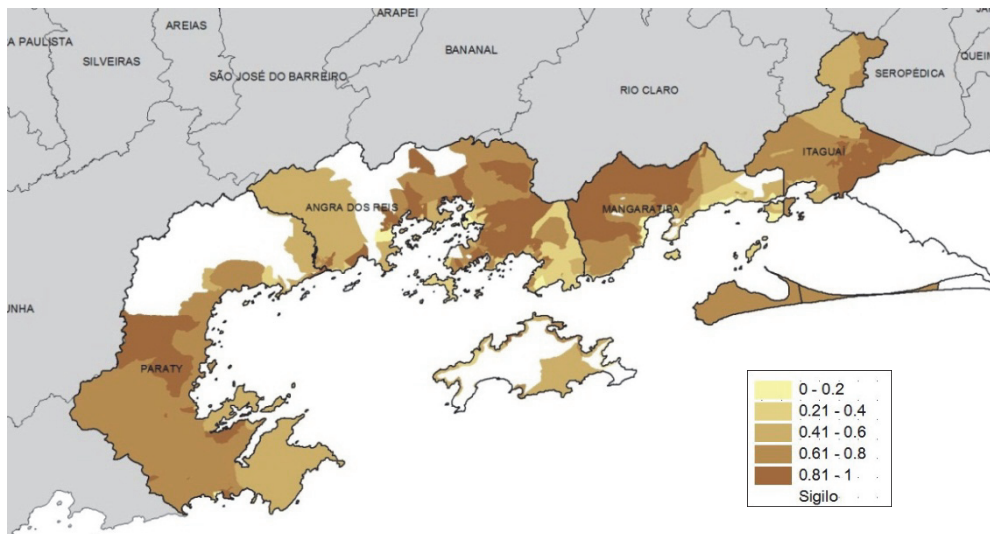 ARAPEI
AREIAS
A PAULISTA
BANANAL
SILVEIRAS
SEROPÉDICA
QUEIM
SÃO JOSÉ DO BARREIRO
RIO CLARO
ITAGUAÍ
ANGRA DOS REIS
MANGARATIBA
UNHA
PARATY
0 - 0.2
0.21 - 0.4
0.41 - 0.6
0.61 - 0.8
0.81 - 1
Sigilo